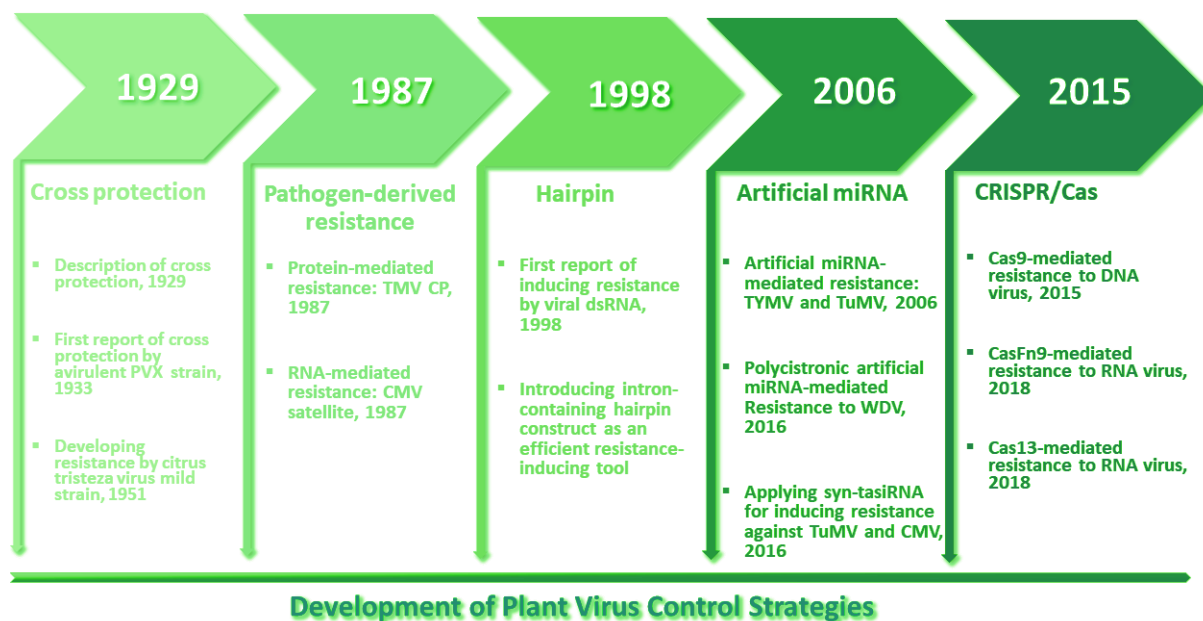 1929
Cross protection
▪ Description of cross
protection, 1929
▪ First report of cross
protection by
avirulent PVX strain,
1933
▪ Developing
resistance by citrus
tristeza virus mild
strain, 1951
1987
Pathogen-derived
resistance
▪ Protein-mediated
resistance: TMV CP,
1987
▪ RNA-mediated
resistance: CMV
satellite, 1987
1998
Hairpin
▪ First report of
inducing resistance
by viral dsRNA,
1998
▪ Introducing intron-
containing hairpin
construct as an
efficient resistance-
inducing tool
2006
Artificial miRNA
▪ Artificial miRNA-
mediated resistance:
TYMV and TuMV, 2006
▪ Polycistronic artificial
miRNA-mediated
Resistance to WDV,
2016
▪ Applying syn-tasiRNA
for inducing resistance
against TuMV and CMV,
2016
2015
CRISPR/Cas
▪ Cas9-mediated
resistance to DNA
virus, 2015
▪ CasFn9-mediated
resistance to RNA virus,
2018
▪ Cas13-mediated
resistance to RNA virus,
2018
Development of Plant Virus Control Strategies